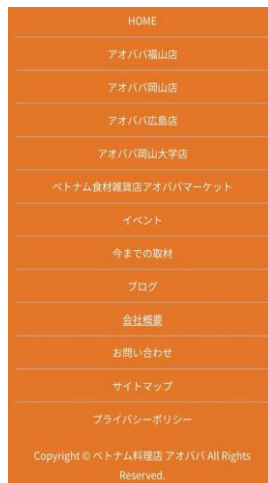 HOME
アオババ福山店
アオババ岡山店
アオババ広島店
アオババ岡山大学店
ベトナム食材雑貨店アオババマーケット
イベント
今までの取材
ブログ
会社概要
お問い合わせ
サイトマップ
プライバシーポリシー
Copyright © ベトナム料理店 アオババ All Rights
Reserved.